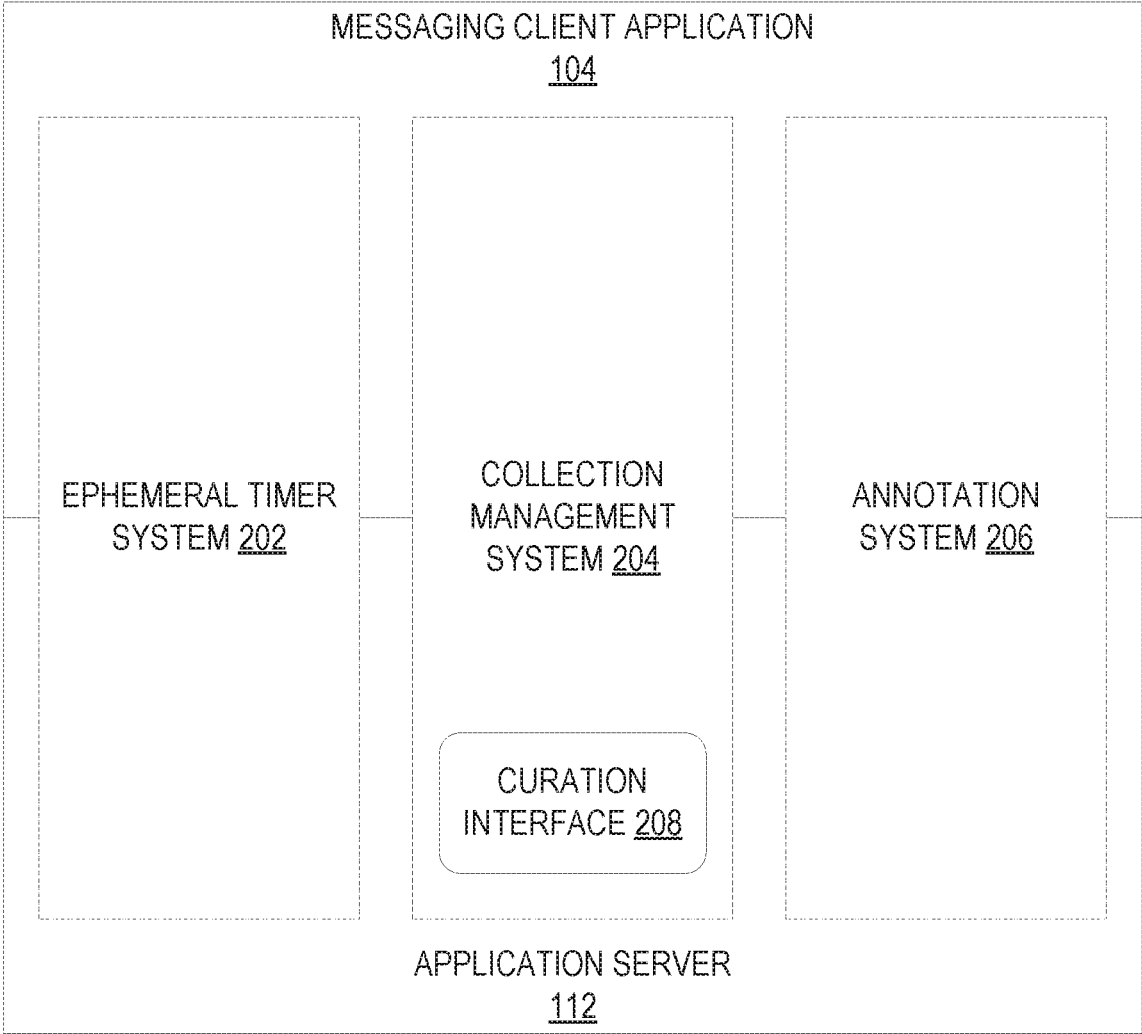 MESSAGING CLIENT APPLICATION
104
EPHEMERAL TIMER
SYSTEM 202
COLLECTION
MANAGEMENT
SYSTEM 204
ANNOTATION
SYSTEM 206
CURATION
INTERFACE 208
APPLICATION SERVER
112